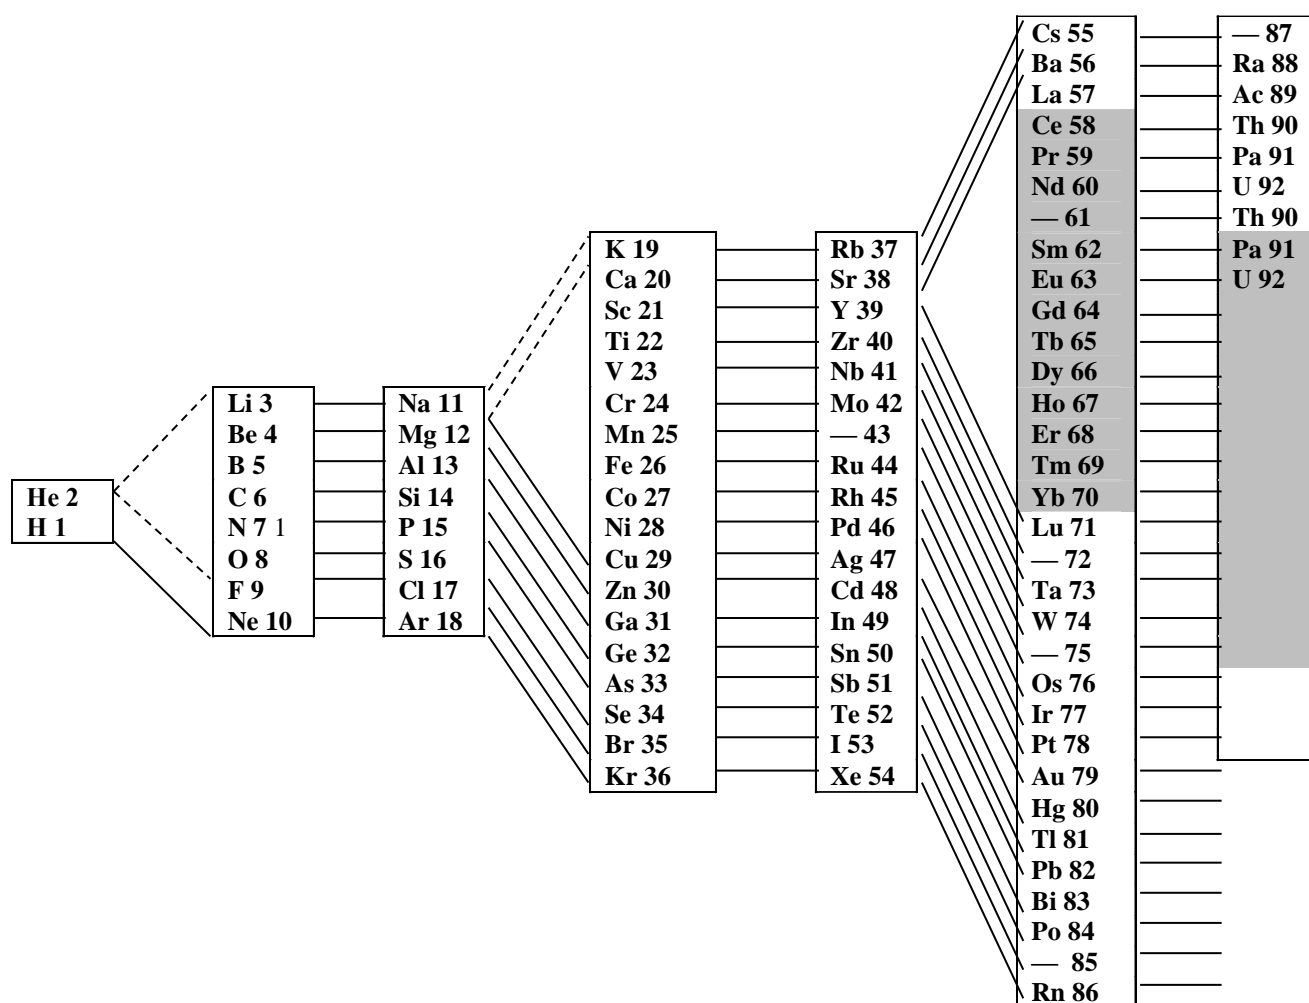 He 2
H 1
Li 3
Be 4
B 5
C 6
N 7 1
O 8
F 9
Ne 10
Na 11
Mg 12
Al 13
Si 14
P 15
S 16
Cl 17
Ar 18
K 19
Ca 20
Sc 21
Ti 22
V 23
Cr 24
Mn 25
Fe 26
Co 27
Ni 28
Cu 29
Zn 30
Ga 31
Ge 32
As 33
Se 34
Br 35
Kr 36
Rb 37
Sr 38
Y 39
Zr 40
Nb 41
Mo 42
— 43
Ru 44
Rh 45
Pd 46
Ag 47
Cd 48
In 49
Sn 50
Sb 51
Te 52
I 53
Xe 54
Cs 55
Ba 56
La 57
Ce 58
Pr 59
Nd 60
— 61
Sm 62
Eu 63
Gd 64
Tb 65
Dy 66
Ho 67
Er 68
Tm 69
Yb 70
Lu 71
— 72
Ta 73
W 74
— 75
Os 76
Ir 77
Pt 78
Au 79
Hg 80
Tl 81
Pb 82
Bi 83
Po 84
— 85
Rn 86
— 87
Ra 88
Ac 89
Th 90
Pa 91
U 92
Th 90
Pa 91
U 92